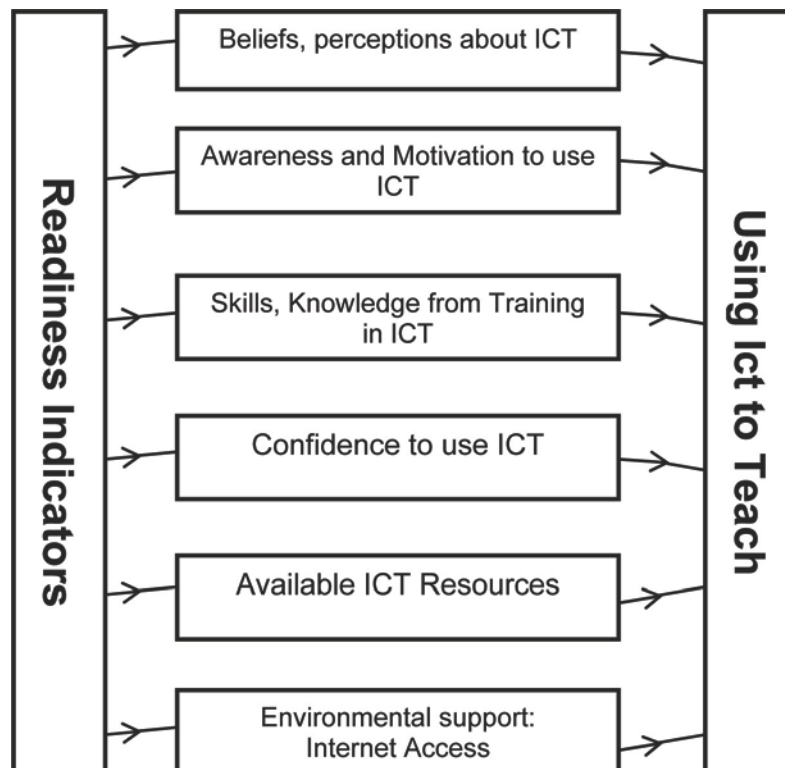 Readiness Indicators
Beliefs, perceptions about ICT
Awareness and Motivation to use
ICT
Skills, Knowledge from Training
in ICT
Confidence to use ICT
Available ICT Resources
Environmental support:
Internet Access
Using Ict to Teach